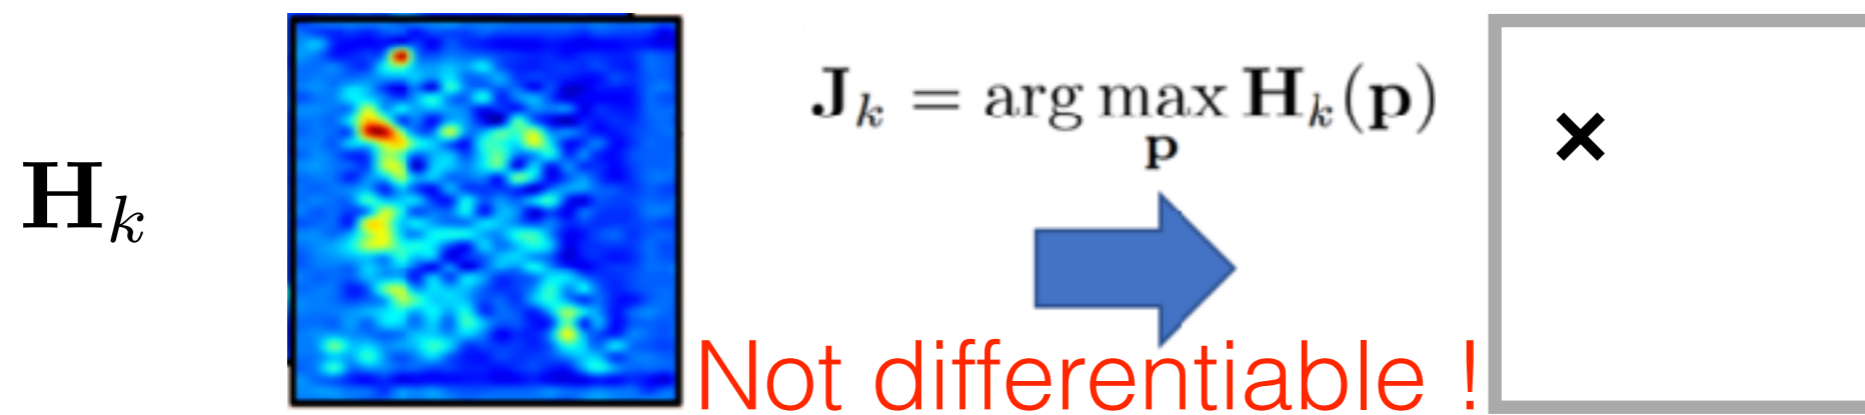 H_k
J_k = arg max_p H_k(p)
Not differentiable !